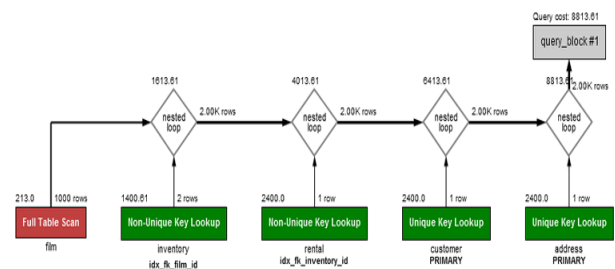 Query cost: 8813.61
query_block #1
2.00K rows
1613.61
4013.61
6413.61
8813.61
nested
loop
2.00K rows
nested
loop
2.00K rows
nested
loop
2.00K rows
nested
loop
213.0 1000 rows
1400.61 2 rows
2400.0 1 row
2400.0 1 row
2400.0 1 row
Full Table Scan
Non-Unique Key Lookup
Non-Unique Key Lookup
Unique Key Lookup
Unique Key Lookup
film
inventory
idx_fk_film_id
rental
idx_fk_inventory_id
customer
PRIMARY
address
PRIMARY